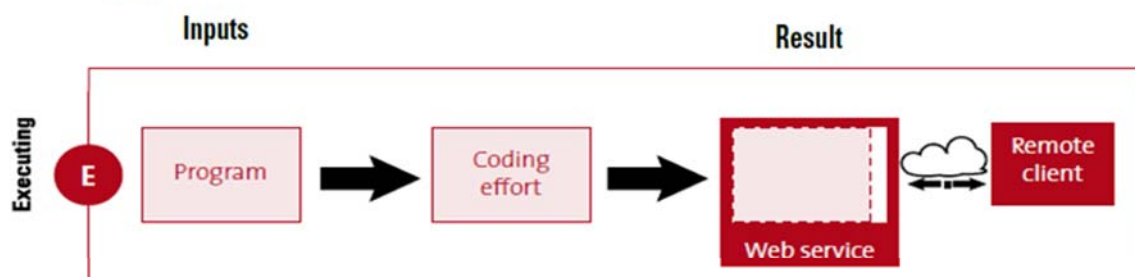 Inputs
Result
Executing
E
Program
Coding
effort
Web service
Remote
client